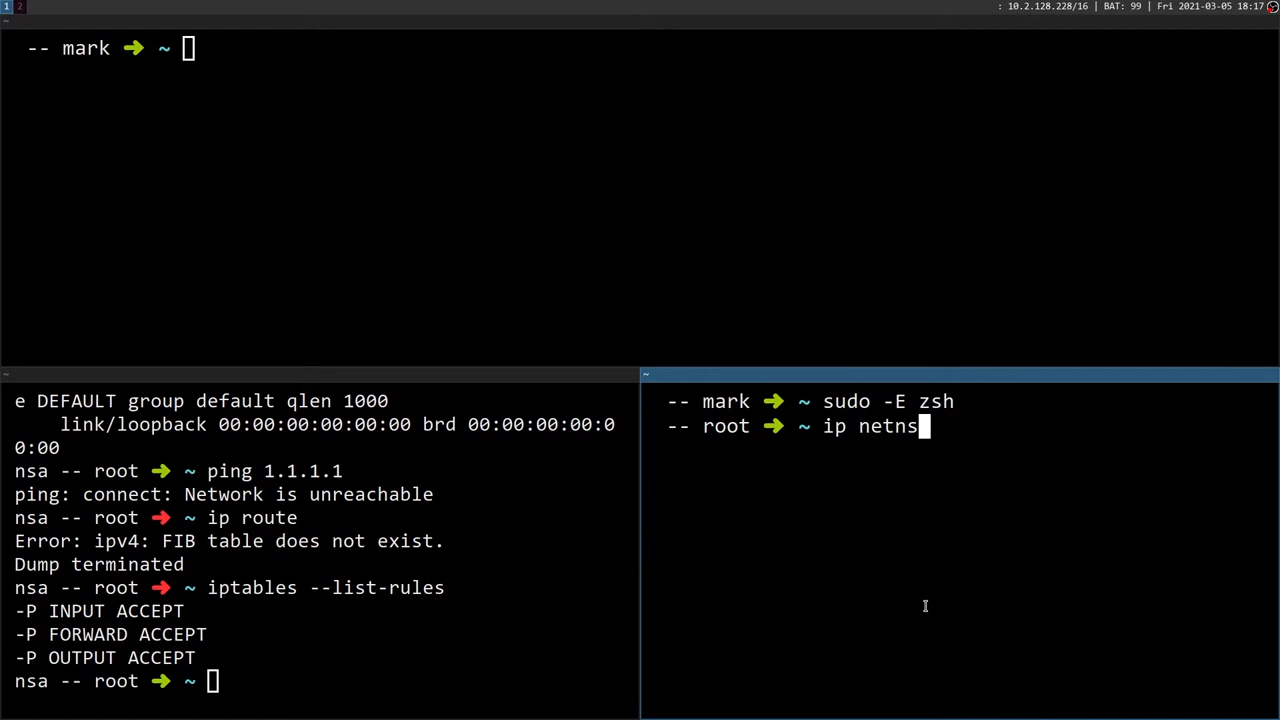 1 2 : 10.2.128.228/16 | BAT: 99 | Fri 2021-03-05 18:17
~
-- mark ➜ ~
~
e DEFAULT group default qlen 1000
    link/loopback 00:00:00:00:00:00 brd 00:00:00:00:0
0:00
nsa -- root ➜ ~ ping 1.1.1.1
ping: connect: Network is unreachable
nsa -- root ➜ ~ ip route
Error: ipv4: FIB table does not exist.
Dump terminated
nsa -- root ➜ ~ iptables --list-rules
-P INPUT ACCEPT
-P FORWARD ACCEPT
-P OUTPUT ACCEPT
nsa -- root ➜ ~
~
-- mark ➜ ~ sudo -E zsh
-- root ➜ ~ ip netns